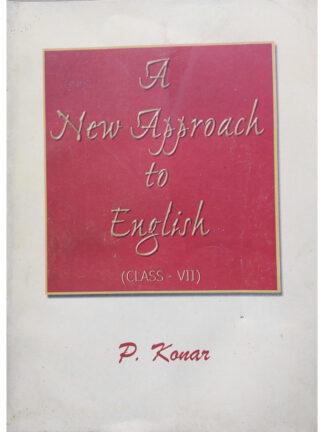 A
New Approach
to
English
(CLASS - VII)
P. Konar